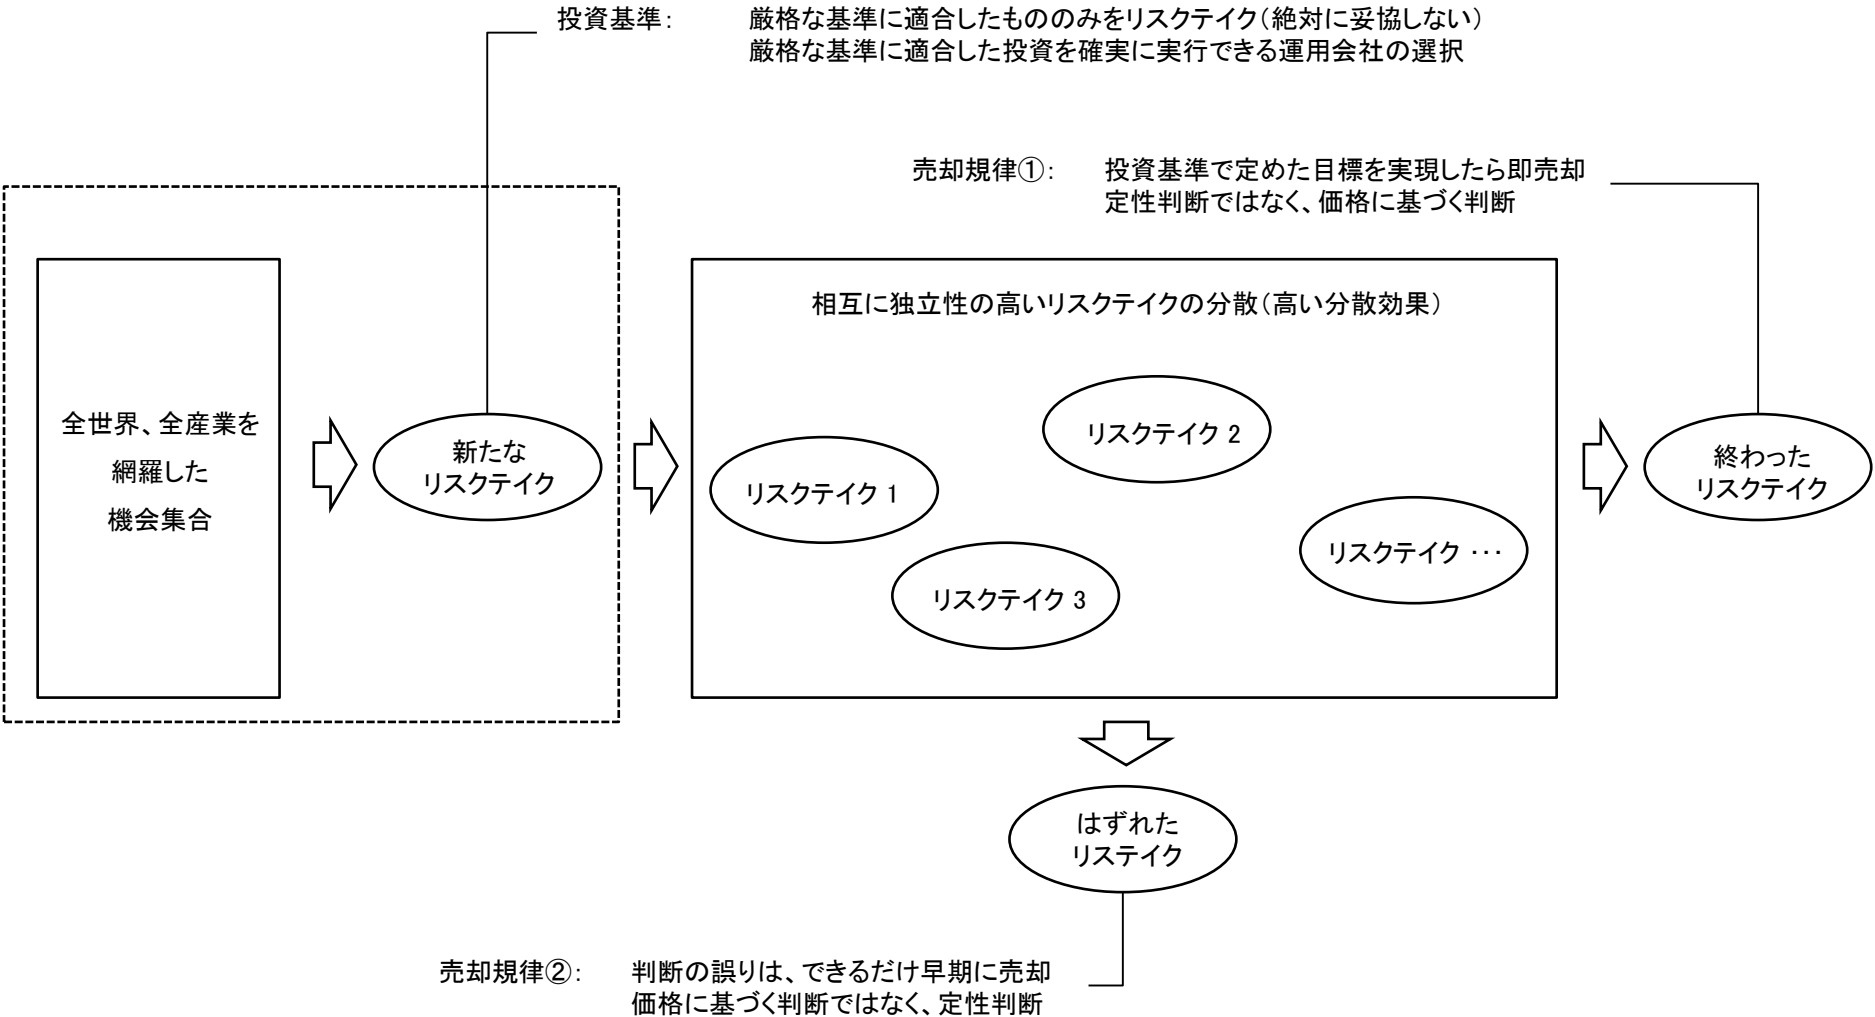 投資基準： 厳格な基準に適合したもののみをリスクテイク（絶対に妥協しない）
厳格な基準に適合した投資を確実に実行できる運用会社の選択
売却規律①： 投資基準で定めた目標を実現したら即売却
定性判断ではなく、価格に基づく判断
相互に独立性の高いリスクテイクの分散（高い分散効果）
全世界、全産業を
網羅した
機会集合
新たな
リスクテイク
リスクテイク 1
リスクテイク 2
リスクテイク 3
リスクテイク ・・・
終わった
リスクテイク
はずれた
リステイク
売却規律②： 判断の誤りは、できるだけ早期に売却
価格に基づく判断ではなく、定性判断